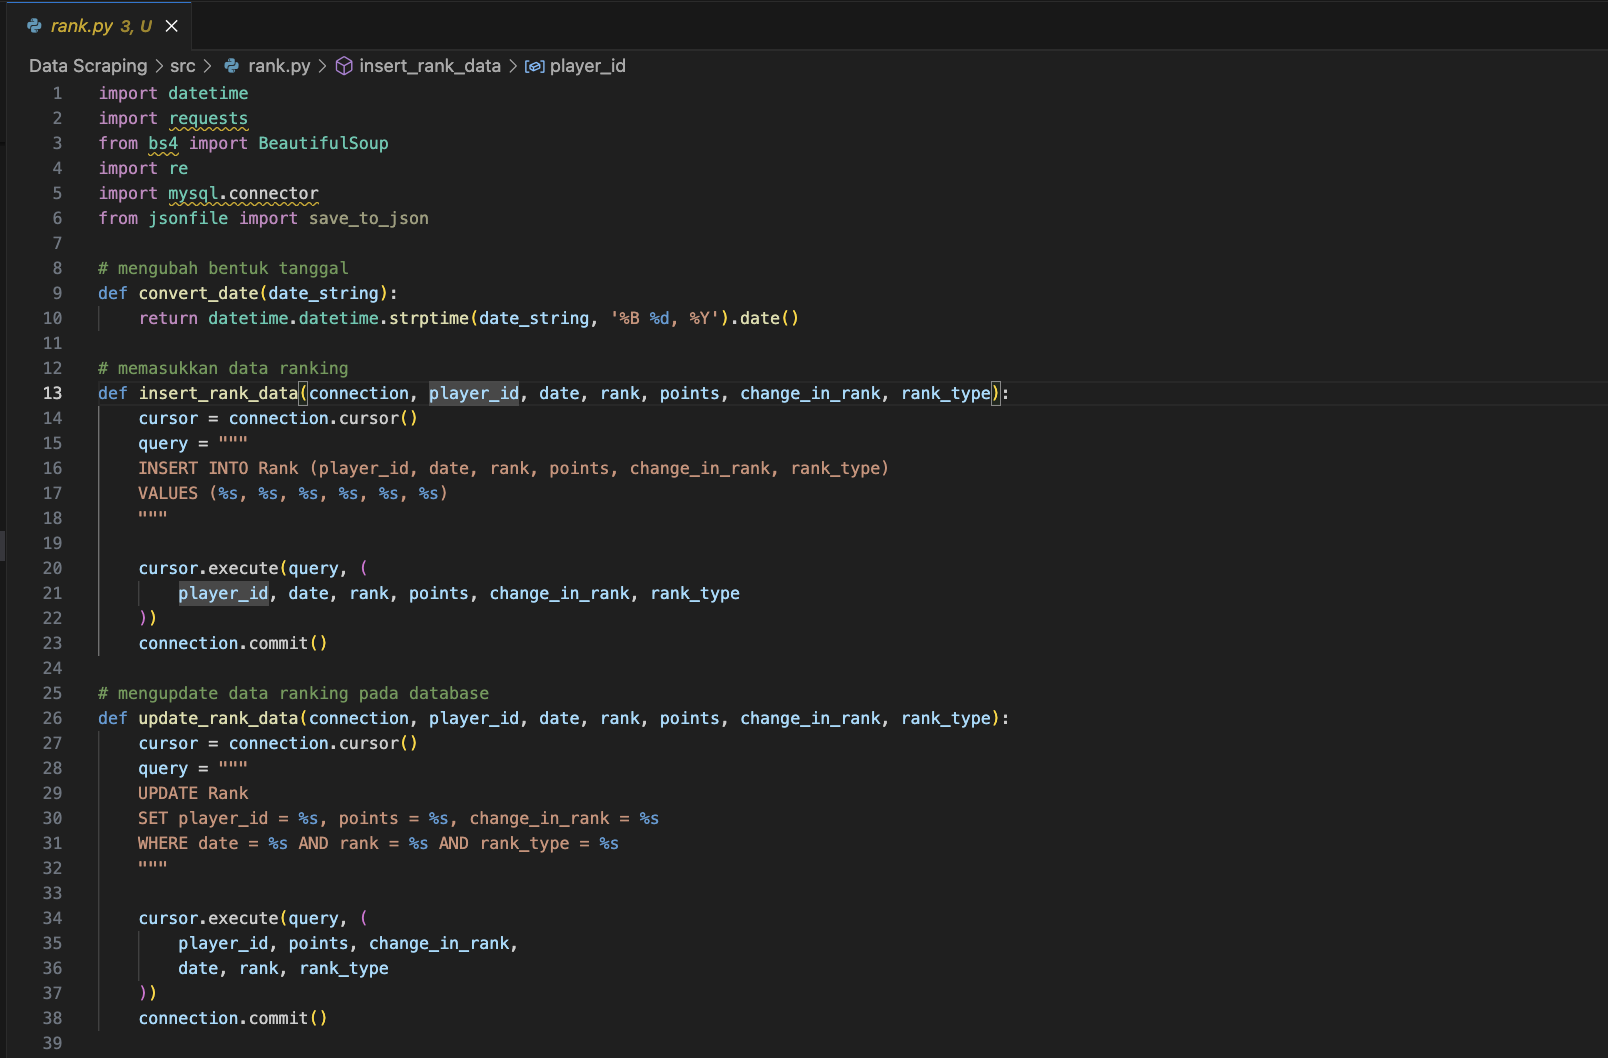 rank.py 3, U
Data Scraping > src > rank.py > insert_rank_data > player_id
1 import datetime
2 import requests
3 from bs4 import BeautifulSoup
4 import re
5 import mysql.connector
6 from jsonfile import save_to_json
7
8 # mengubah bentuk tanggal
9 def convert_date(date_string):
10     return datetime.datetime.strptime(date_string, '%B %d, %Y').date()
11
12 # memasukkan data ranking
13 def insert_rank_data(connection, player_id, date, rank, points, change_in_rank, rank_type):
14     cursor = connection.cursor()
15     query = """
16     INSERT INTO Rank (player_id, date, rank, points, change_in_rank, rank_type)
17     VALUES (%s, %s, %s, %s, %s, %s)
18     """
19
20     cursor.execute(query, (
21         player_id, date, rank, points, change_in_rank, rank_type
22     ))
23     connection.commit()
24
25 # mengupdate data ranking pada database
26 def update_rank_data(connection, player_id, date, rank, points, change_in_rank, rank_type):
27     cursor = connection.cursor()
28     query = """
29     UPDATE Rank
30     SET player_id = %s, points = %s, change_in_rank = %s
31     WHERE date = %s AND rank = %s AND rank_type = %s
32     """
33
34     cursor.execute(query, (
35         player_id, points, change_in_rank,
36         date, rank, rank_type
37     ))
38     connection.commit()
39